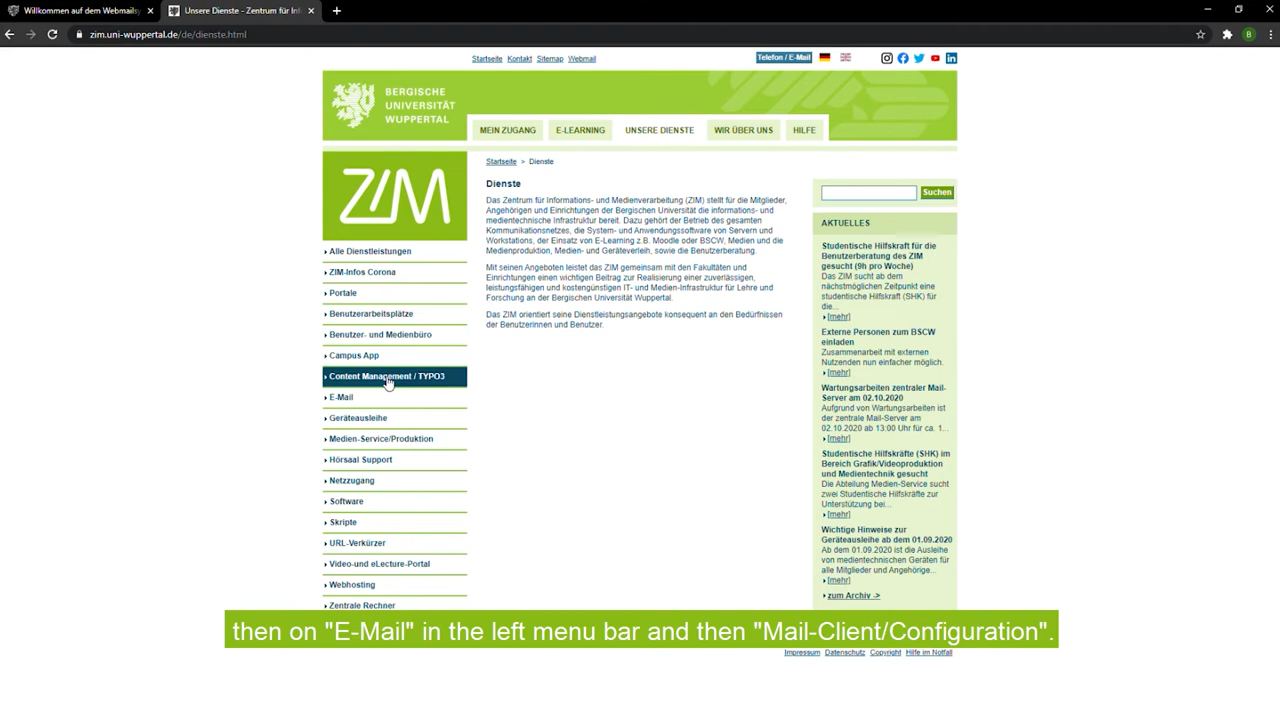 Willkommen auf dem Webmailsy
Unsere Dienste - Zentrum für Inf
zim.uni-wuppertal.de/de/dienste.html
B
Startseite Kontakt Sitemap Webmail
Telefon / E-Mail
BERGISCHE
UNIVERSITÄT
WUPPERTAL
MEIN ZUGANG E-LEARNING UNSERE DIENSTE WIR ÜBER UNS HILFE
ZIM
Alle Dienstleistungen
ZIM-Infos Corona
Portale
Benutzerarbeitsplätze
Benutzer- und Medienbüro
Campus App
Content Management / TYPO3
E-Mail
Geräteausleihe
Medien-Service/Produktion
Hörsaal Support
Netzzugang
Software
Skripte
URL-Verkürzer
Video-und eLecture-Portal
Webhosting
Zentrale Rechner
Startseite > Dienste
Dienste
Das Zentrum für Informations- und Medienverarbeitung (ZIM) stellt für die Mitglieder,
Angehörigen und Einrichtungen der Bergischen Universität die informations- und
medientechnische Infrastruktur bereit. Dazu gehört der Betrieb des gesamten
Kommunikationsnetzes, die System- und Anwendungssoftware von Servern und
Workstations, der Einsatz von E-Learning z.B. Moodle oder BSCW, Medien und die
Medienproduktion, Medien- und Geräteverleih, sowie die Benutzerberatung.
Mit seinen Angeboten leistet das ZIM gemeinsam mit den Fakultäten und
Einrichtungen einen wichtigen Beitrag zur Realisierung einer zuverlässigen,
leistungsfähigen und kostengünstigen IT- und Medien-Infrastruktur für Lehre und
Forschung an der Bergischen Universität Wuppertal.
Das ZIM orientiert seine Dienstleistungsangebote konsequent an den Bedürfnissen
der Benutzerinnen und Benutzer.
Suchen
AKTUELLES
Studentische Hilfskraft für die
Benutzerberatung des ZIM
gesucht (9h pro Woche)
Das ZIM sucht ab dem
nächstmöglichen Zeitpunkt eine
studentische Hilfskraft (SHK) für
die...
[mehr]
Externe Personen zum BSCW
einladen
Zusammenarbeit mit externen
Nutzenden nun einfacher möglich.
[mehr]
Wartungsarbeiten zentraler Mail-
Server am 02.10.2020
Aufgrund von Wartungsarbeiten ist
der zentrale Mail-Server am
02.10.2020 ab 13:00 Uhr für ca. 1...
[mehr]
Studentische Hilfskräfte (SHK) im
Bereich Grafik/Videoproduktion
und Medientechnik gesucht
Die Abteilung Medien-Service sucht
zwei Studentische Hilfskräfte zur
Unterstützung bei...
[mehr]
Wichtige Hinweise zur
Geräteausleihe ab dem 01.09.2020
Ab dem 01.09.2020 ist die Ausleihe
von medientechnischen Geräten für
alle Mitglieder und Angehörige...
[mehr]
zum Archiv ->
then on "E-Mail" in the left menu bar and then "Mail-Client/Configuration".
Impressum Datenschutz Copyright Hilfe im Notfall